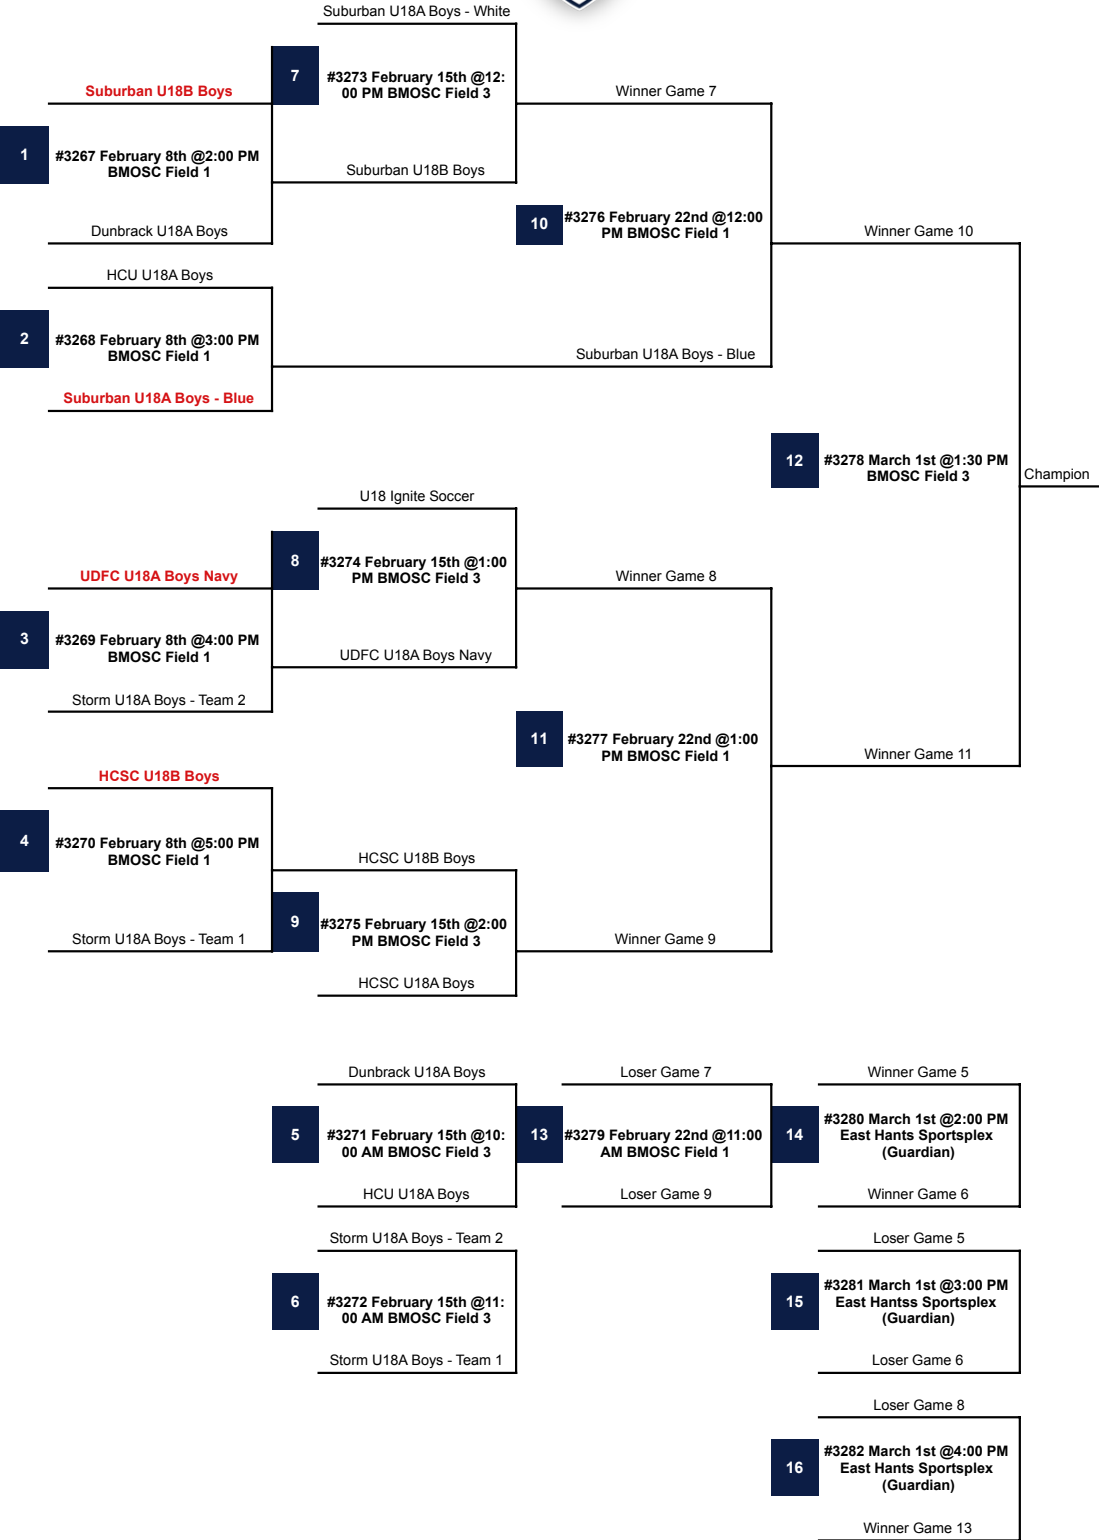 Suburban U18A Boys - White
7
#3273 February 15th @12:
00 PM BMOSC Field 3
Suburban U18B Boys
Winner Game 7
1
#3267 February 8th @2:00 PM
BMOSC Field 1
Suburban U18B Boys
10
#3276 February 22nd @12:00
PM BMOSC Field 1
Dunbrack U18A Boys
Winner Game 10
HCU U18A Boys
2
#3268 February 8th @3:00 PM
BMOSC Field 1
Suburban U18A Boys - Blue
Suburban U18A Boys - Blue
12
#3278 March 1st @1:30 PM
BMOSC Field 3
Champion
U18 Ignite Soccer
8
#3274 February 15th @1:00
PM BMOSC Field 3
UDFC U18A Boys Navy
Winner Game 8
3
#3269 February 8th @4:00 PM
BMOSC Field 1
UDFC U18A Boys Navy
Storm U18A Boys - Team 2
11
#3277 February 22nd @1:00
PM BMOSC Field 1
Winner Game 11
HCSC U18B Boys
4
#3270 February 8th @5:00 PM
BMOSC Field 1
HCSC U18B Boys
9
#3275 February 15th @2:00
PM BMOSC Field 3
Storm U18A Boys - Team 1
Winner Game 9
HCSC U18A Boys
Dunbrack U18A Boys
Loser Game 7
Winner Game 5
5
#3271 February 15th @10:
00 AM BMOSC Field 3
13
#3279 February 22nd @11:00
AM BMOSC Field 1
14
#3280 March 1st @2:00 PM
East Hants Sportsplex
(Guardian)
HCU U18A Boys
Loser Game 9
Winner Game 6
Storm U18A Boys - Team 2
Loser Game 5
6
#3272 February 15th @11:
00 AM BMOSC Field 3
15
#3281 March 1st @3:00 PM
East Hantss Sportsplex
(Guardian)
Storm U18A Boys - Team 1
Loser Game 6
Loser Game 8
16
#3282 March 1st @4:00 PM
East Hants Sportsplex
(Guardian)
Winner Game 13